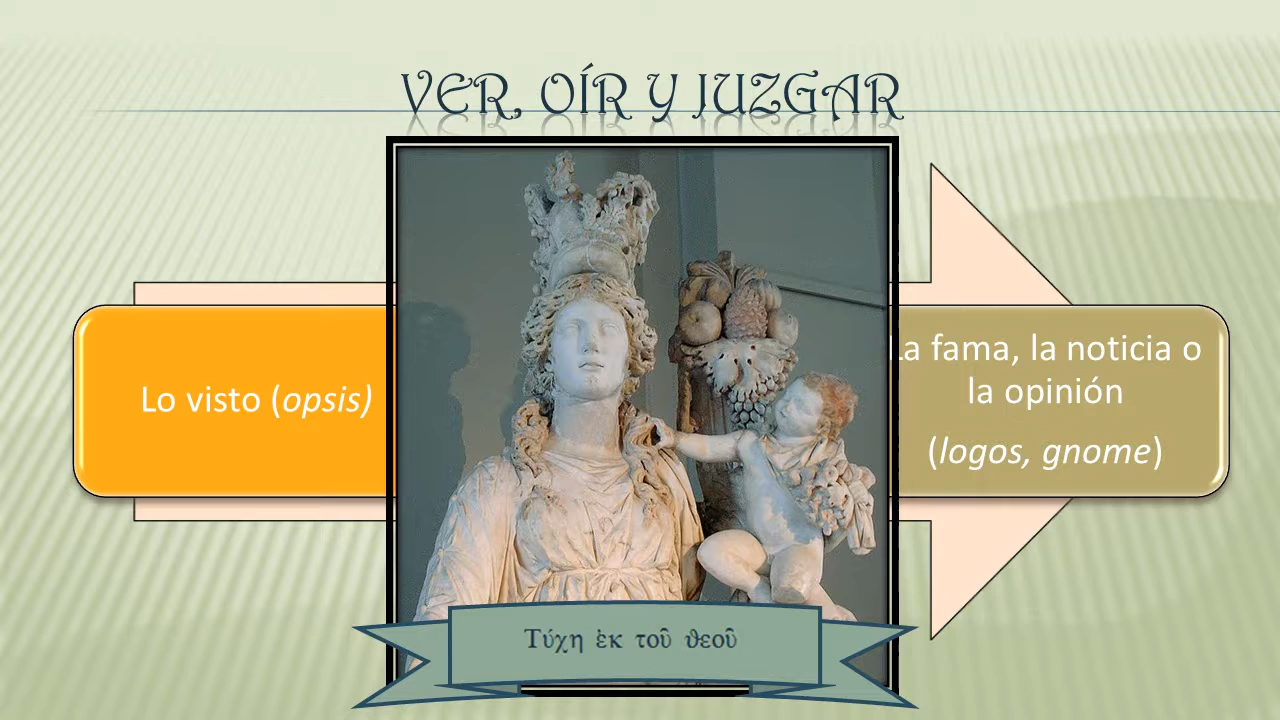 VER, OÍR Y JUZGAR
Lo visto (opsis)
La fama, la noticia o
la opinión
(logos, gnome)
Τύχη ἐκ τοῦ ϑεοῦ